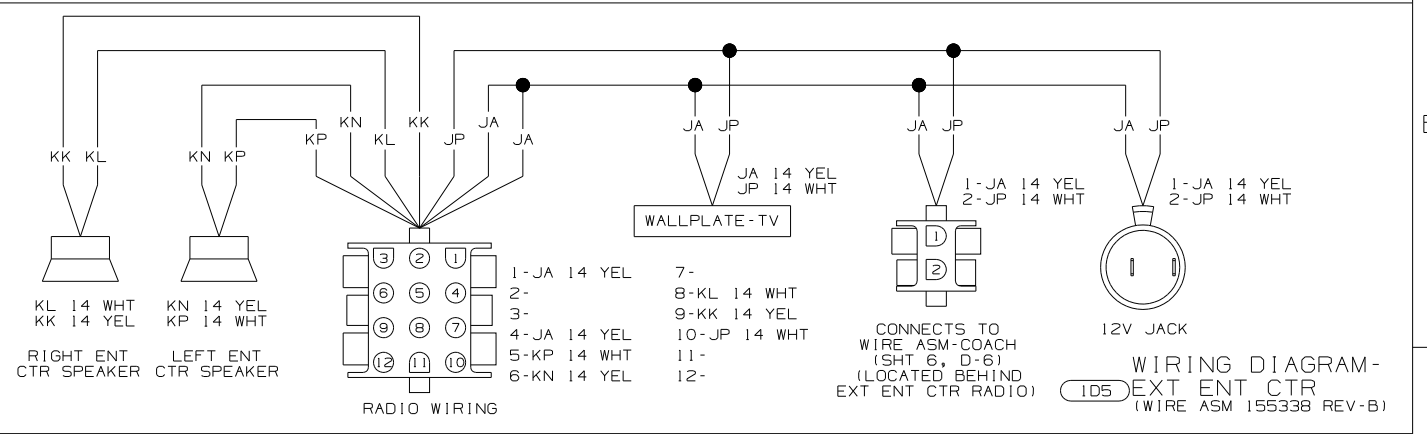 KK KL
KN KP
KP
KN
KL
KK
JP
JA
JA
JA JP
JA JP
JA JP
JA 14 YEL
JP 14 WHT
WALLPLATE-TV
1-JA 14 YEL
2-JP 14 WHT
1-JA 14 YEL
2-JP 14 WHT
KL 14 WHT
KK 14 YEL
RIGHT ENT
CTR SPEAKER
KN 14 YEL
KP 14 WHT
LEFT ENT
CTR SPEAKER
3 2 1
6 5 4
9 8 7
12 11 10
RADIO WIRING
1-JA 14 YEL
2-
3-
4-JA 14 YEL
5-KP 14 WHT
6-KN 14 YEL
7-
8-KL 14 WHT
9-KK 14 YEL
10-JP 14 WHT
11-
12-
1
2
CONNECTS TO
WIRE ASM-COACH
(SHT 6, D-6)
(LOCATED BEHIND
EXT ENT CTR RADIO)
12V JACK
1D5
WIRING DIAGRAM-
EXT ENT CTR
(WIRE ASM 155338 REV-B)